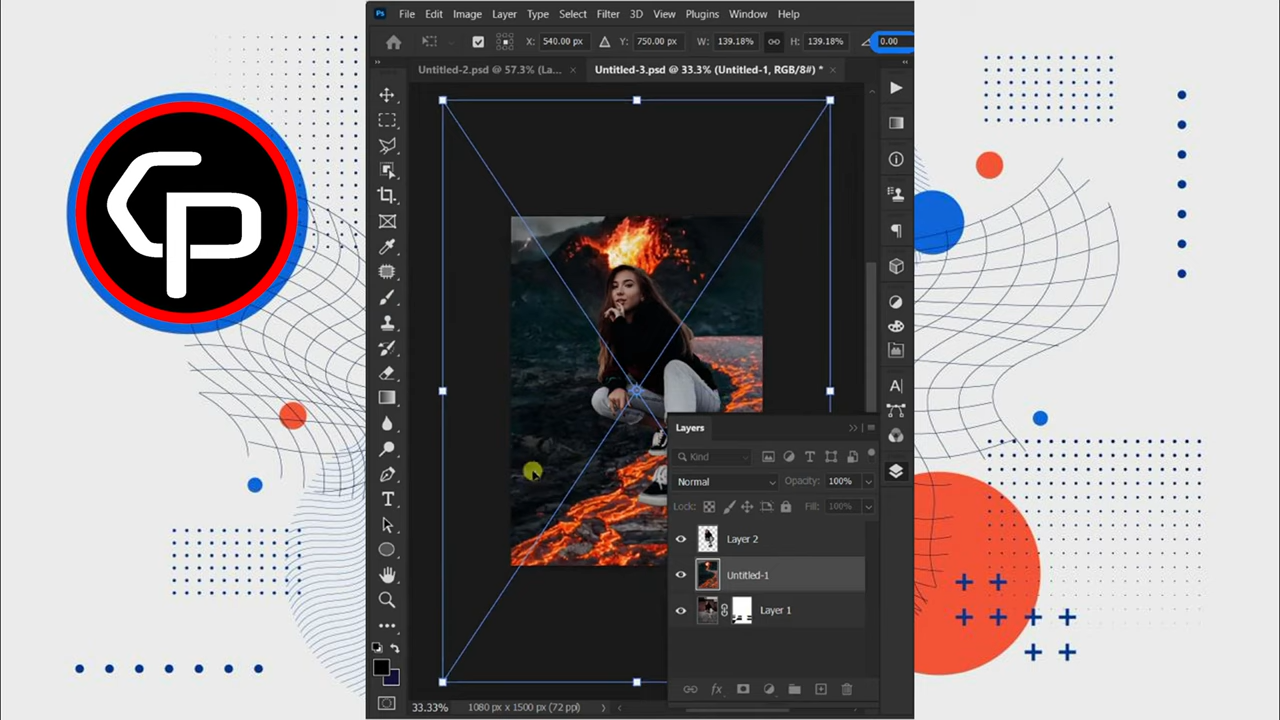 CP
Ps File Edit Image Layer Type Select Filter 3D View Plugins Window Help
X: 540.00 px Y: 750.00 px W: 139.18% H: 139.18% 0.00
Untitled-2.psd @ 57.3% (La... × Untitled-3.psd @ 33.3% (Untitled-1, RGB/8#) * ×
Layers
Kind
Normal Opacity: 100%
Lock: Fill: 100%
Layer 2
Untitled-1
Layer 1
fx
33.33% 1080 px x 1500 px (72 ppi)